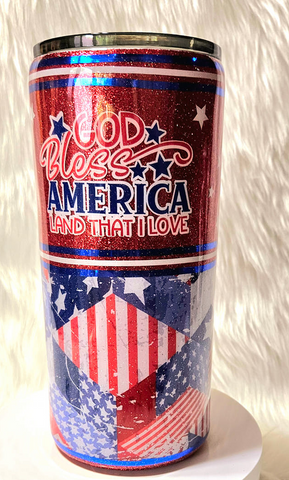 GOD
Bless
AMERICA
LAND THAT I LOVE